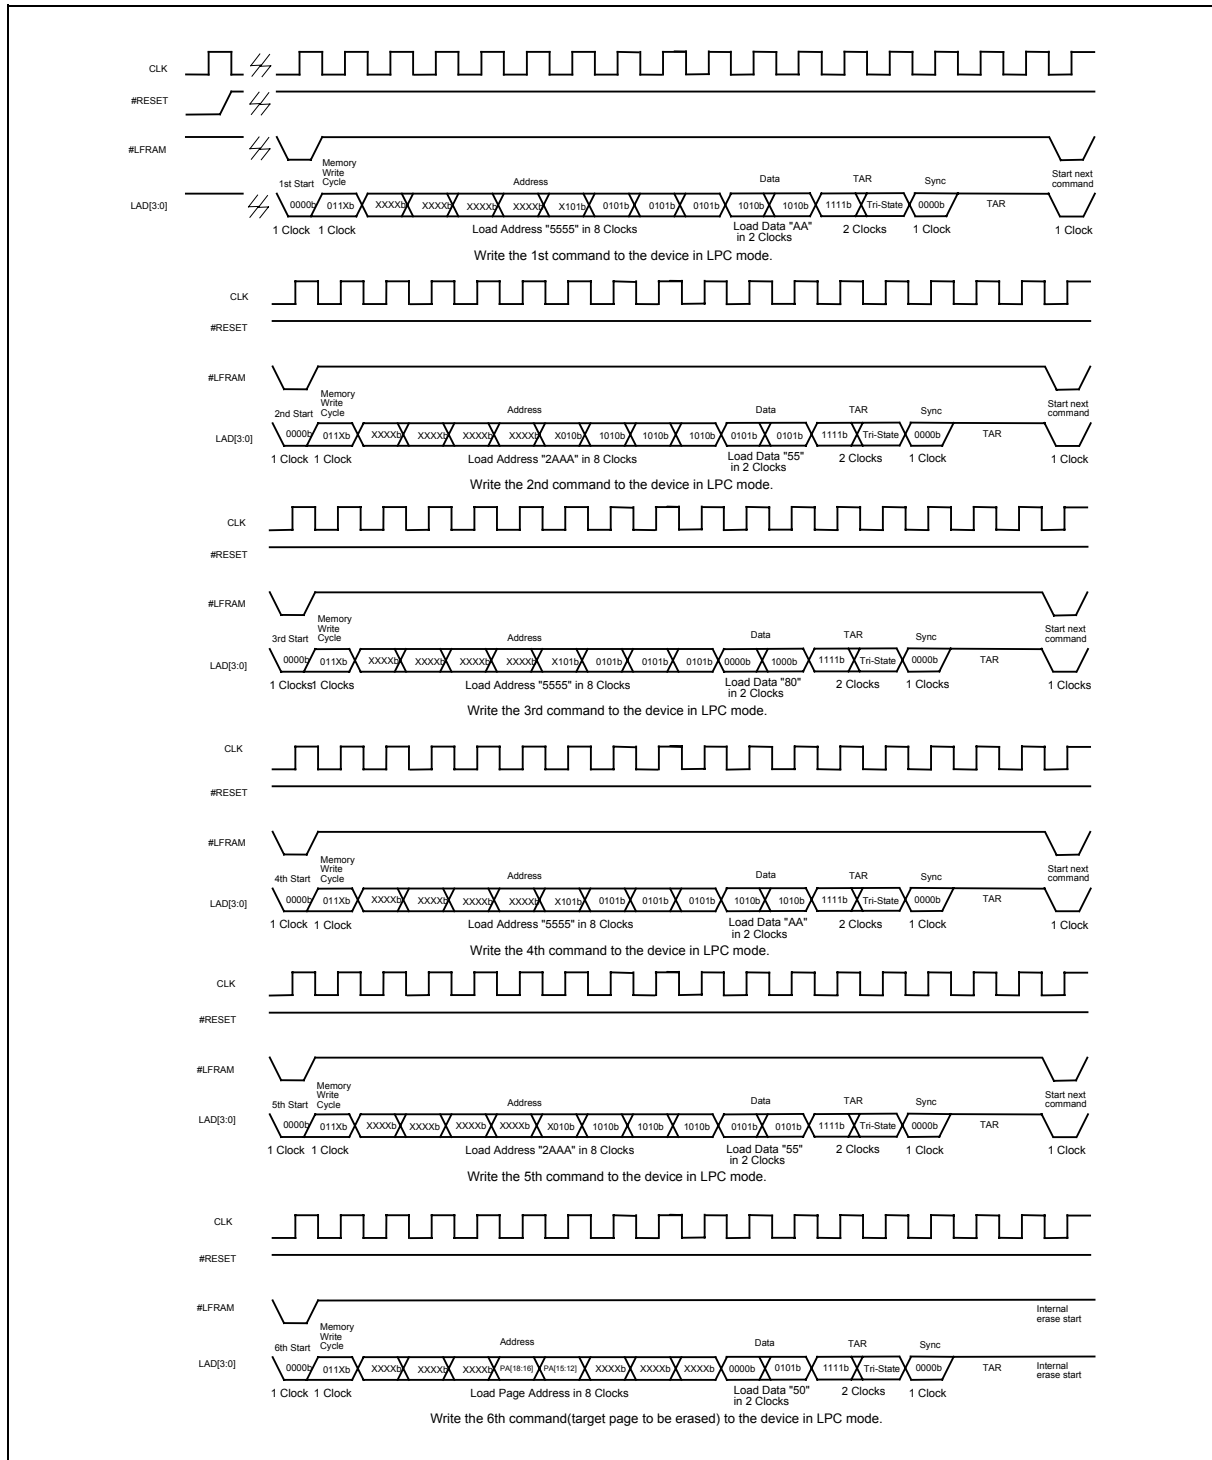 CLK
#RESET
#LFRAM
Memory
Write
Cycle
1st Start
Address
Data
TAR
Sync
Start next
command
LAD[3:0]
0000b 011Xb XXXXb XXXXb XXXXb XXXXb X101b 0101b 0101b 0101b 1010b 1010b 1111b Tri-State 0000b TAR
1 Clock 1 Clock Load Address "5555" in 8 Clocks Load Data "AA" in 2 Clocks 2 Clocks 1 Clock 1 Clock
Write the 1st command to the device in LPC mode.
CLK
#RESET
#LFRAM
Memory
Write
Cycle
2nd Start
Address
Data
TAR
Sync
Start next
command
LAD[3:0]
0000b 011Xb XXXXb XXXXb XXXXb XXXXb X010b 1010b 1010b 1010b 0101b 0101b 1111b Tri-State 0000b TAR
1 Clock 1 Clock Load Address "2AAA" in 8 Clocks Load Data "55" in 2 Clocks 2 Clocks 1 Clock 1 Clock
Write the 2nd command to the device in LPC mode.
CLK
#RESET
#LFRAM
Memory
Write
Cycle
3rd Start
Address
Data
TAR
Sync
Start next
command
LAD[3:0]
0000b 011Xb XXXXb XXXXb XXXXb XXXXb X101b 0101b 0101b 0101b 0000b 1000b 1111b Tri-State 0000b TAR
1 Clocks 1 Clocks Load Address "5555" in 8 Clocks Load Data "80" in 2 Clocks 2 Clocks 1 Clocks 1 Clocks
Write the 3rd command to the device in LPC mode.
CLK
#RESET
#LFRAM
Memory
Write
Cycle
4th Start
Address
Data
TAR
Sync
Start next
command
LAD[3:0]
0000b 011Xb XXXXb XXXXb XXXXb XXXXb X101b 0101b 0101b 0101b 1010b 1010b 1111b Tri-State 0000b TAR
1 Clock 1 Clock Load Address "5555" in 8 Clocks Load Data "AA" in 2 Clocks 2 Clocks 1 Clock 1 Clock
Write the 4th command to the device in LPC mode.
CLK
#RESET
#LFRAM
Memory
Write
Cycle
5th Start
Address
Data
TAR
Sync
Start next
command
LAD[3:0]
0000b 011Xb XXXXb XXXXb XXXXb XXXXb X010b 1010b 1010b 1010b 0101b 0101b 1111b Tri-State 0000b TAR
1 Clock 1 Clock Load Address "2AAA" in 8 Clocks Load Data "55" in 2 Clocks 2 Clocks 1 Clock 1 Clock
Write the 5th command to the device in LPC mode.
CLK
#RESET
#LFRAM
Internal
erase start
Memory
Write
Cycle
6th Start
Address
Data
TAR
Sync
LAD[3:0]
0000b 011Xb XXXXb XXXXb XXXXb PA[18:16] PA[15:12] XXXXb XXXXb XXXXb 0000b 0101b 1111b Tri-State 0000b TAR
Internal
erase start
1 Clock 1 Clock Load Page Address in 8 Clocks Load Data "50" in 2 Clocks 2 Clocks 1 Clock
Write the 6th command(target page to be erased) to the device in LPC mode.